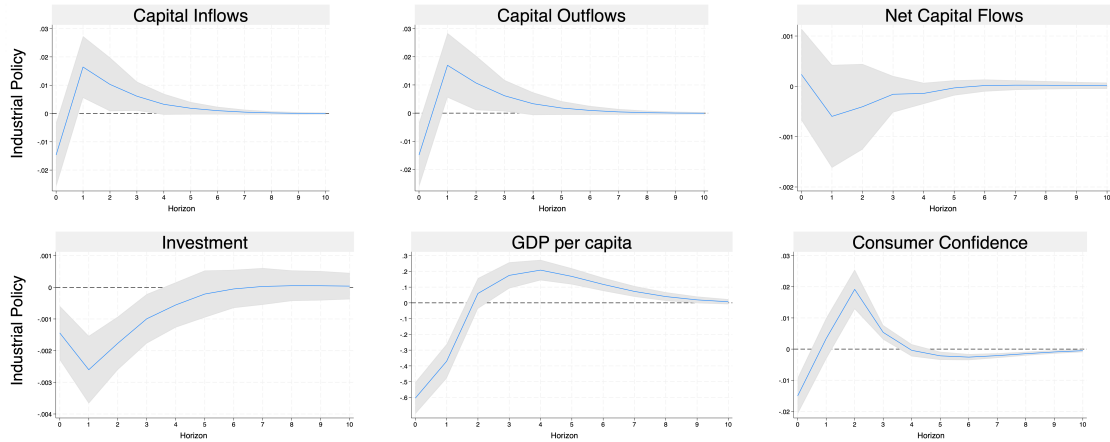 Capital Inflows
Industrial Policy
.03
.02
.01
0
-.01
-.02
0 1 2 3 4 5 6 7 8 9 10
Horizon
Capital Outflows
.03
.02
.01
0
-.01
-.02
0 1 2 3 4 5 6 7 8 9 10
Horizon
Net Capital Flows
.001
0
-.001
-.002
0 1 2 3 4 5 6 7 8 9 10
Horizon
Investment
Industrial Policy
.001
0
-.001
-.002
-.003
-.004
0 1 2 3 4 5 6 7 8 9 10
Horizon
GDP per capita
.3
.2
.1
0
-.1
-.2
-.3
-.4
-.5
-.6
0 1 2 3 4 5 6 7 8 9 10
Horizon
Consumer Confidence
.03
.02
.01
0
-.01
-.02
0 1 2 3 4 5 6 7 8 9 10
Horizon